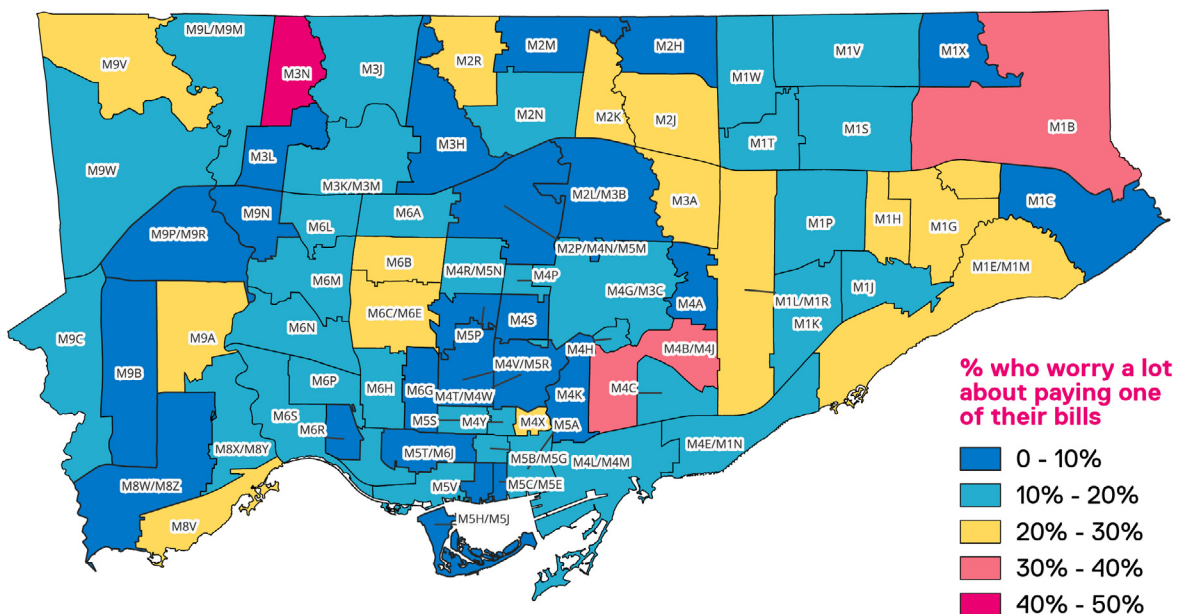 M9L/M9M
M2M
M2H
M1V
M1X
M9V
M3N
M3J
M2R
M1W
M2N
M2K
M2J
M1S
M1B
M1T
M3H
M3L
M9W
M3K/M3M
M2L/M3B
M3A
M1C
M9N
M6A
M6L
M1P
M1H
M1G
M9P/M9R
M2P/M4N/M5M
M6B
M4R/M5N
M4P
M1E/M1M
M6M
M4G/M3C
M1J
M4A
M1L/M1R
M6C/M6E
M4S
M1K
M6N
M5P
M9C
M9A
M4H
M4B/M4J
M4V/M5R
M9B
M6P
M6H
M6G
M4T/M4W
M4K
M4C
M6S
M5S
M4Y
M4X
M5A
M6R
M8X/M8Y
M5T/M6J
M5B/M5G
M4L/M4M
M4E/M1N
M8W/M8Z
M5V
M5C/M5E
M8V
M5H/M5J
% who worry a lot
about paying one
of their bills
0 - 10%
10% - 20%
20% - 30%
30% - 40%
40% - 50%